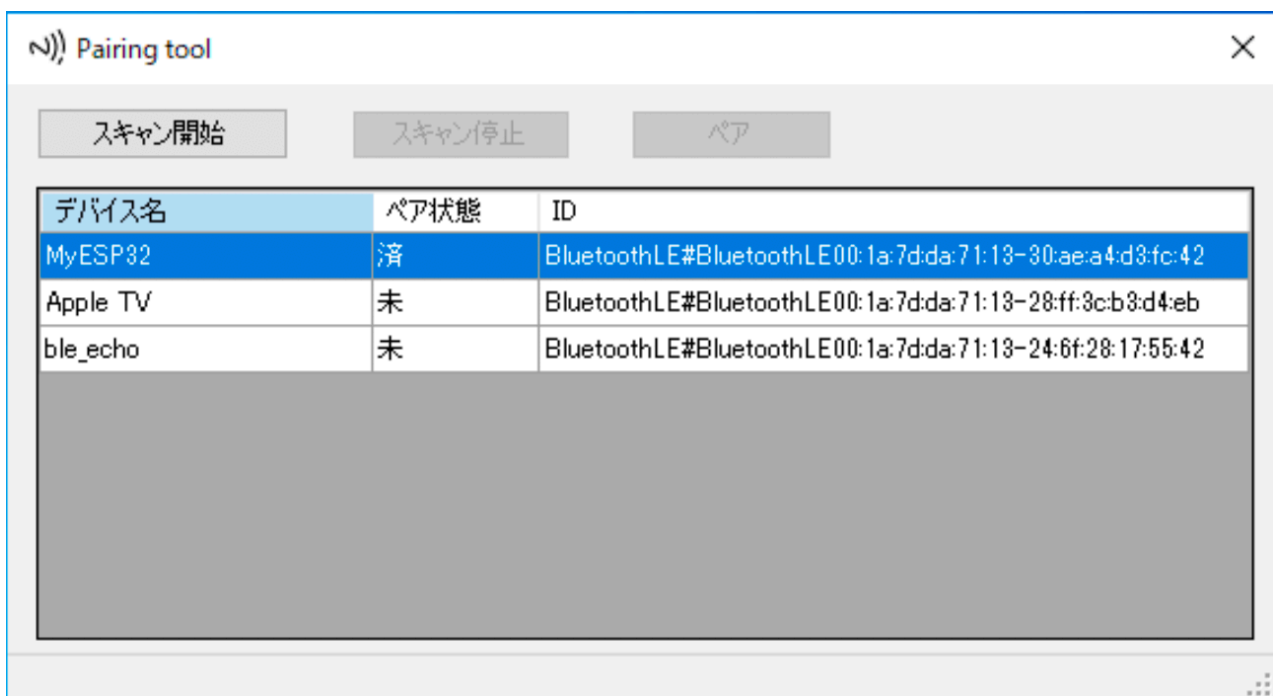 Pairing tool
スキャン開始 スキャン停止 ペア
デバイス名 ペア状態 ID
MyESP32 済 BluetoothLE#BluetoothLE00:1a:7d:da:71:13-30:ae:a4:d3:fc:42
Apple TV 未 BluetoothLE#BluetoothLE00:1a:7d:da:71:13-28:ff:3c:b3:d4:eb
ble_echo 未 BluetoothLE#BluetoothLE00:1a:7d:da:71:13-24:6f:28:17:55:42